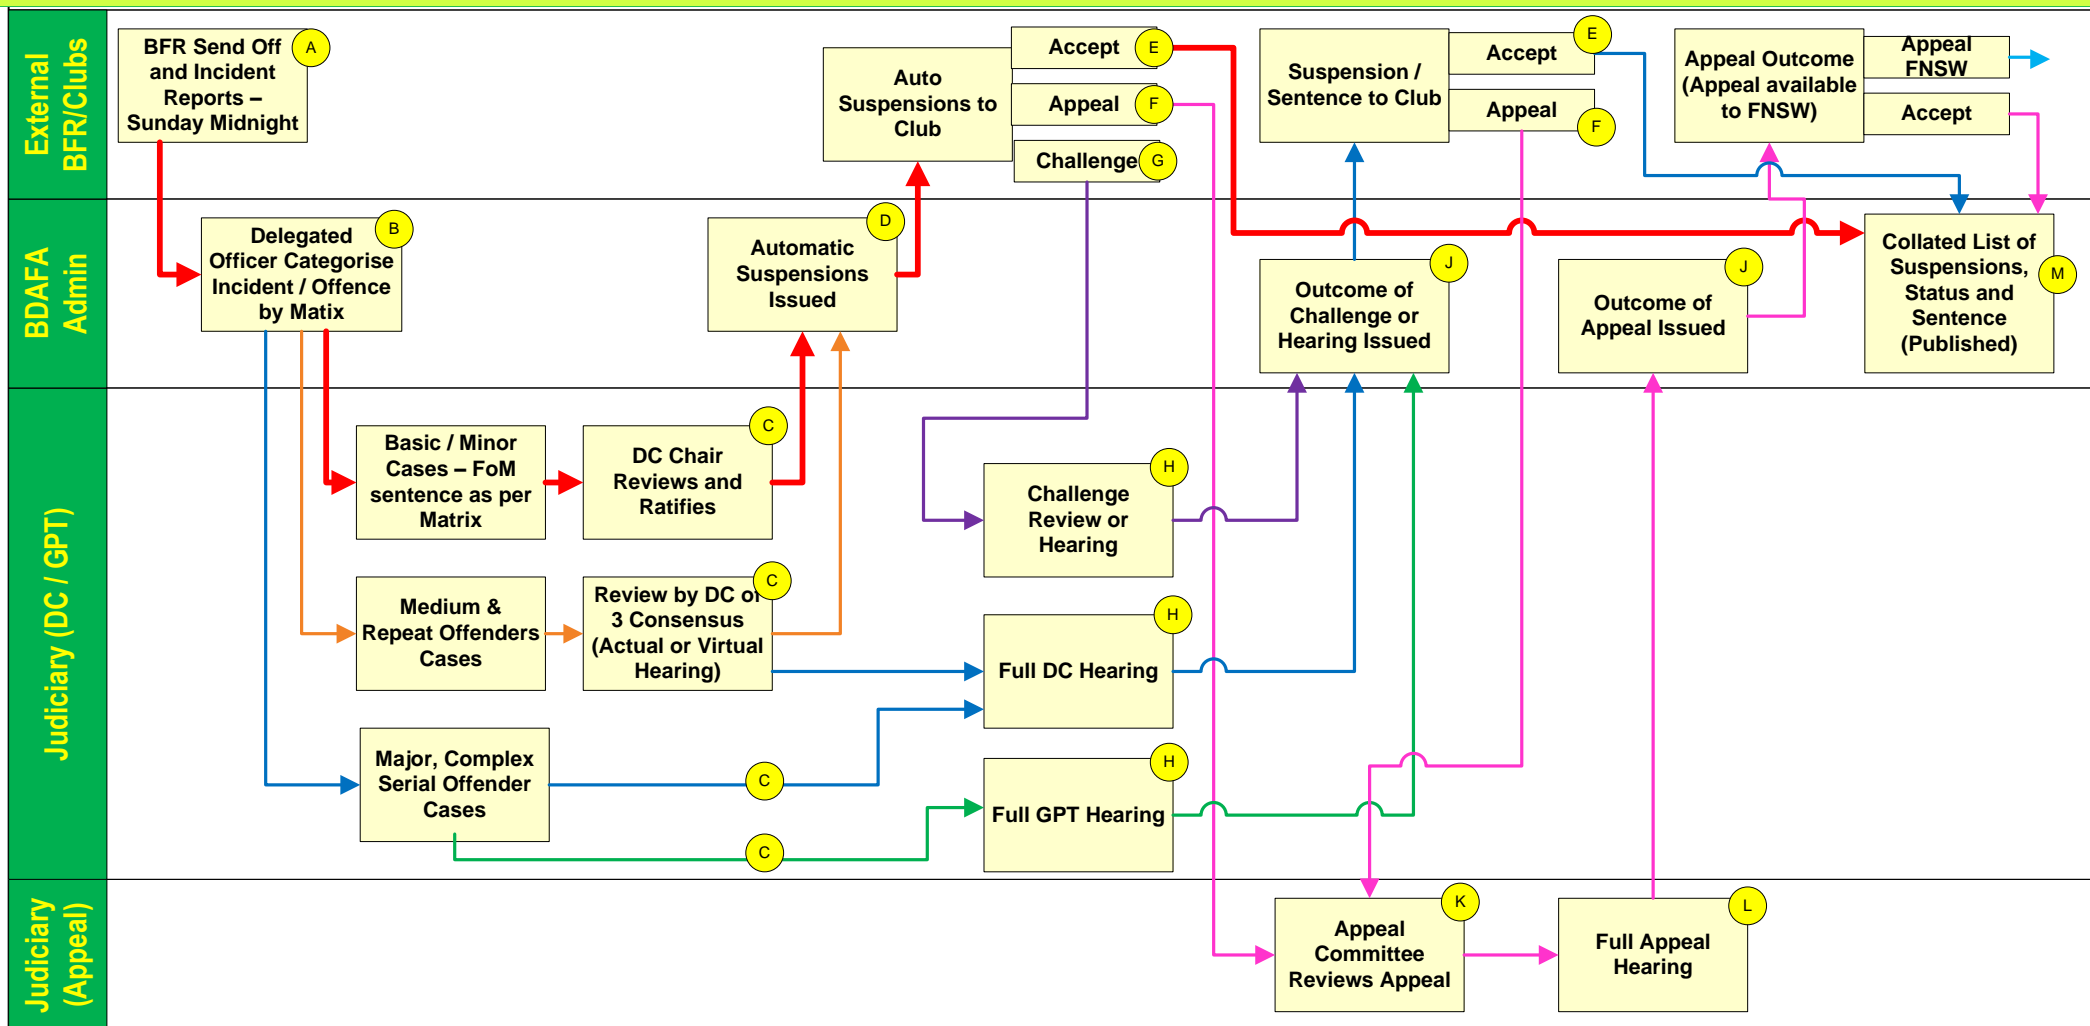 External
BFR/Clubs
BFR Send Off
and Incident
Reports –
Sunday Midnight
A
Auto
Suspensions to
Club
Accept
E
Appeal
F
Challenge
G
Suspension /
Sentence to Club
Accept
E
Appeal
F
Appeal Outcome
(Appeal available
to FNSW)
Appeal
FNSW
Accept
BDAFA
Admin
Delegated
Officer Categorise
Incident / Offence
by Matix
B
Automatic
Suspensions
Issued
D
Outcome of
Challenge or
Hearing Issued
J
Outcome of
Appeal Issued
J
Collated List of
Suspensions,
Status and
Sentence
(Published)
M
Judiciary (DC / GPT)
Basic / Minor
Cases – FoM
sentence as per
Matrix
DC Chair
Reviews and
Ratifies
C
Challenge
Review or
Hearing
H
Medium &
Repeat Offenders
Cases
Review by DC of
3 Consensus
(Actual or Virtual
Hearing)
C
Full DC Hearing
H
Major, Complex
Serial Offender
Cases
C
C
Full GPT Hearing
H
Judiciary
(Appeal)
Appeal
Committee
Reviews Appeal
K
Full Appeal
Hearing
L